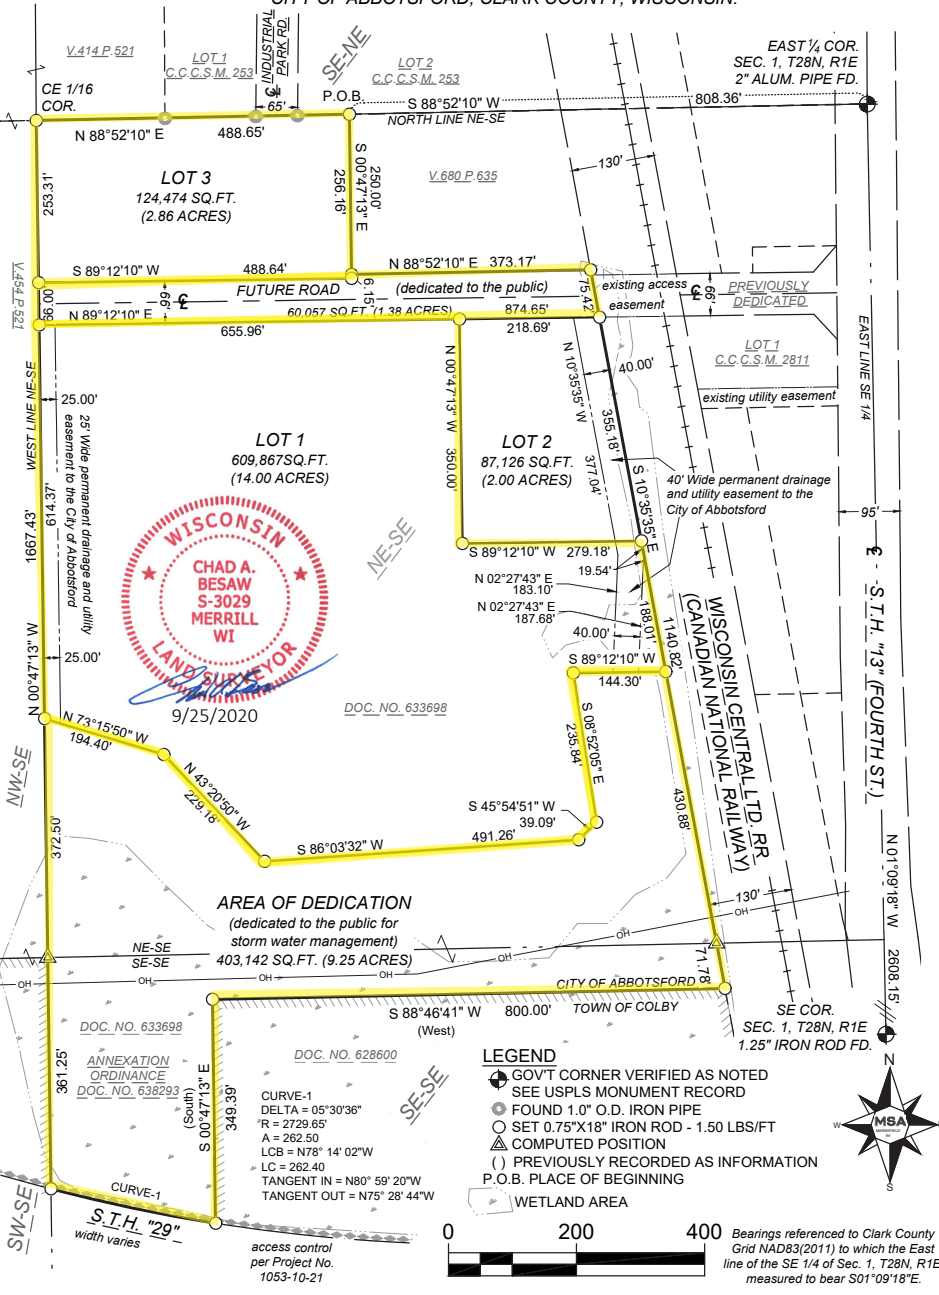 CITY OF ABBOTSFORD, CLARK COUNTY, WISCONSIN.
V.414 P.521
LOT 1
C.C.C.S.M. 253
INDUSTRIAL
PARK RD.
SE-NE
LOT 2
C.C.C.S.M. 253
EAST 1/4 COR.
SEC. 1, T28N, R1E
2" ALUM. PIPE FD.
CE 1/16
COR.
65'
P.O.B.
S 88°52'10" W
808.36'
NORTH LINE NE-SE
N 88°52'10" E
488.65'
130'
LOT 3
124,474 SQ.FT.
(2.86 ACRES)
253.31'
S 00°47'13" E
250.00'
256.16'
V.680 P.635
S 89°12'10" W
488.64'
N 88°52'10" E 373.17'
V.454 P.521
66.00'
66'
FUTURE ROAD
6.15'
(dedicated to the public)
75.42'
existing access
easement
66'
PREVIOUSLY
DEDICATED
N 89°12'10" E
60,057 SQ.FT. (1.38 ACRES)
874.65'
655.96'
218.69'
LOT 1
C.C.C.S.M. 2811
EAST LINE SE 1/4
WEST LINE NE-SE
25.00'
25' Wide permanent drainage and utility
easement to the City of Abbotsford
N 00°47'13" W
350.00'
N 10°35'35" W
377.04'
40.00'
355.18'
S 10°35'35" E
existing utility easement
LOT 1
609,867SQ.FT.
(14.00 ACRES)
LOT 2
87,126 SQ.FT.
(2.00 ACRES)
40' Wide permanent drainage
and utility easement to the
City of Abbotsford
95'
1667.43'
614.37'
N 00°47'13" W
WISCONSIN
CHAD A.
BESAW
S-3029
MERRILL
WI
LAND SURVEYOR
9/25/2020
NE-SE
S 89°12'10" W 279.18'
19.54'
N 02°27'43" E
183.10'
N 02°27'43" E
187.68'
40.00'
188.01'
1140.82'
WISCONSIN CENTRAL LTD. RR
(CANADIAN NATIONAL RAILWAY)
S.T.H. "13" (FOURTH ST.)
25.00'
S 89°12'10" W
144.30'
DOC. NO. 633698
N 73°15'50" W
194.40'
S 08°52'05" E
235.84'
NW-SE
N 43°20'50" W
229.18'
S 45°54'51" W
39.09'
430.88'
372.50'
S 86°03'32" W
491.26'
N 01°09'18" W
2608.15'
AREA OF DEDICATION
(dedicated to the public for
storm water management)
403,142 SQ.FT. (9.25 ACRES)
130'
OH
OH
NE-SE
SE-SE
OH
OH
OH
OH
OH
OH
71.78'
CITY OF ABBOTSFORD
S 88°46'41" W
800.00'
TOWN OF COLBY
(West)
SE COR.
SEC. 1, T28N, R1E
1.25" IRON ROD FD.
DOC. NO. 633698
ANNEXATION
ORDINANCE
DOC. NO. 638293
361.25'
(South)
S 00°47'13" E
349.39'
DOC. NO. 628600
SE-SE
CURVE-1
DELTA = 05°30'36"
R = 2729.65'
A = 262.50
LCB = N78° 14' 02"W
LC = 262.40
TANGENT IN = N80° 59' 20"W
TANGENT OUT = N75° 28' 44"W
LEGEND
GOV'T CORNER VERIFIED AS NOTED
SEE USPLS MONUMENT RECORD
FOUND 1.0" O.D. IRON PIPE
SET 0.75"X18" IRON ROD - 1.50 LBS/FT
COMPUTED POSITION
( ) PREVIOUSLY RECORDED AS INFORMATION
P.O.B. PLACE OF BEGINNING
WETLAND AREA
N
W
MSA
MARSHFIELD
WI
E
S
SW-SE
CURVE-1
S.T.H. "29"
width varies
access control
per Project No.
1053-10-21
0
200
400
Bearings referenced to Clark County
Grid NAD83(2011) to which the East
line of the SE 1/4 of Sec. 1, T28N, R1E
measured to bear S01°09'18"E.